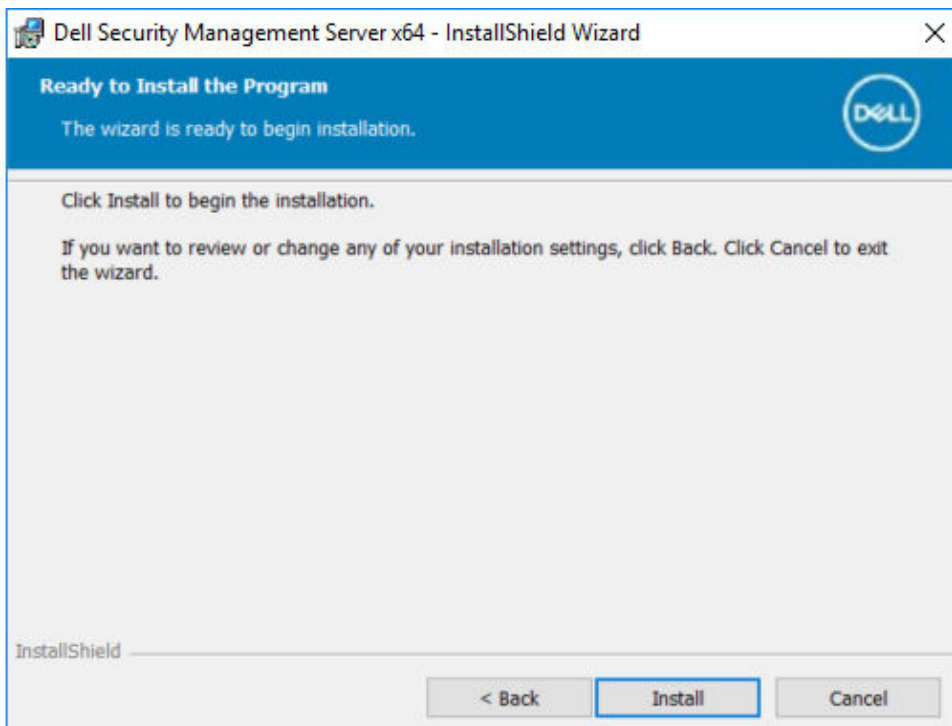 Dell Security Management Server x64 - InstallShield Wizard
Ready to Install the Program
The wizard is ready to begin installation.
DELL
Click Install to begin the installation.
If you want to review or change any of your installation settings, click Back. Click Cancel to exit
the wizard.
InstallShield
< Back
Install
Cancel